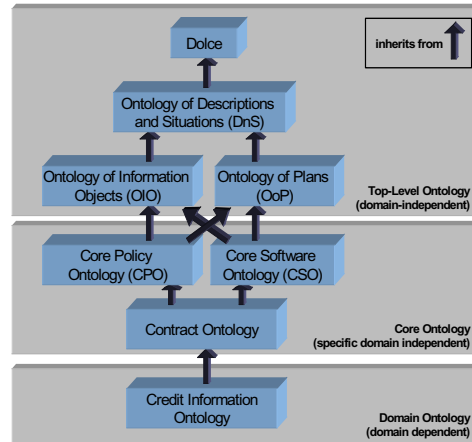 Dolce
inherits from
Ontology of Descriptions
and Situations (DnS)
Ontology of Information
Objects (OIO)
Ontology of Plans
(OoP)
Top-Level Ontology
(domain-independent)
Core Policy
Ontology (CPO)
Core Software
Ontology (CSO)
Contract Ontology
Core Ontology
(specific domain independent)
Credit Information
Ontology
Domain Ontology
(domain dependent)